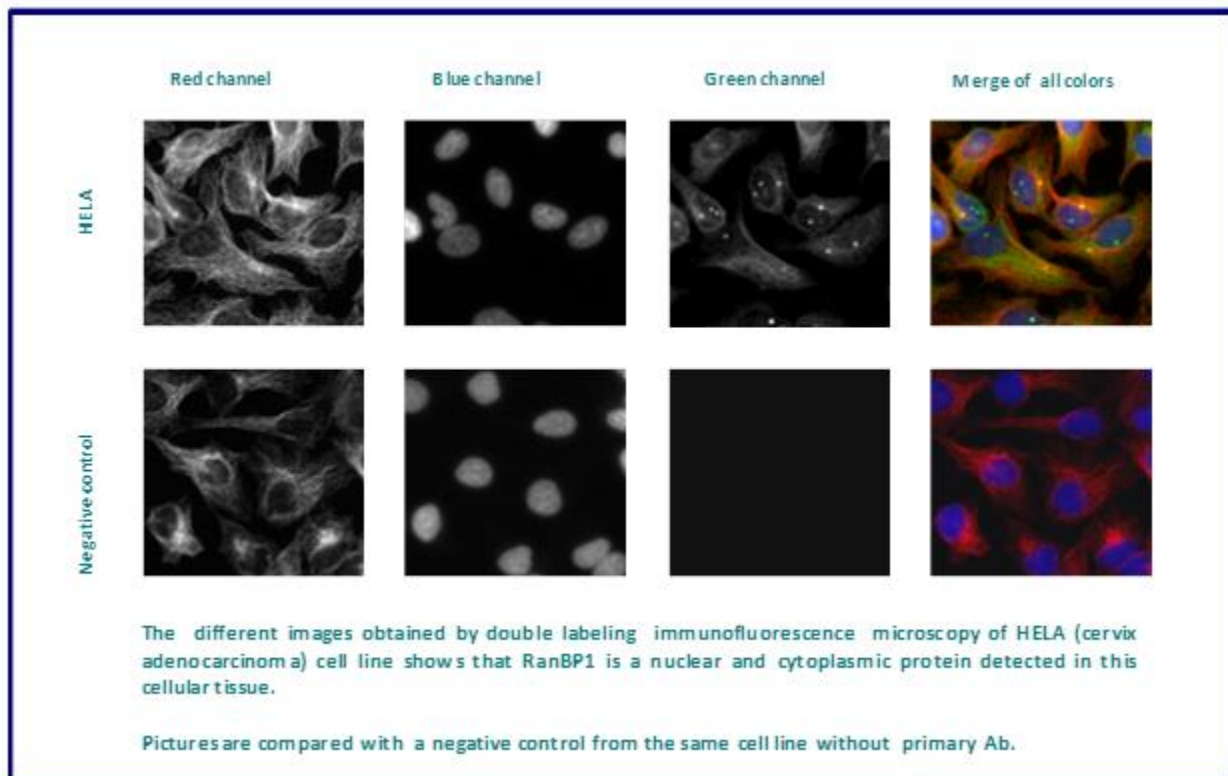 Red channel
Blue channel
Green channel
Merge of all colors
HELA
Negative control
The different images obtained by double labeling immunofluorescence microscopy of HELA (cervix
adenocarcinoma) cell line shows that RanBP1 is a nuclear and cytoplasmic protein detected in this
cellular tissue.
Pictures are compared with a negative control from the same cell line without primary Ab.